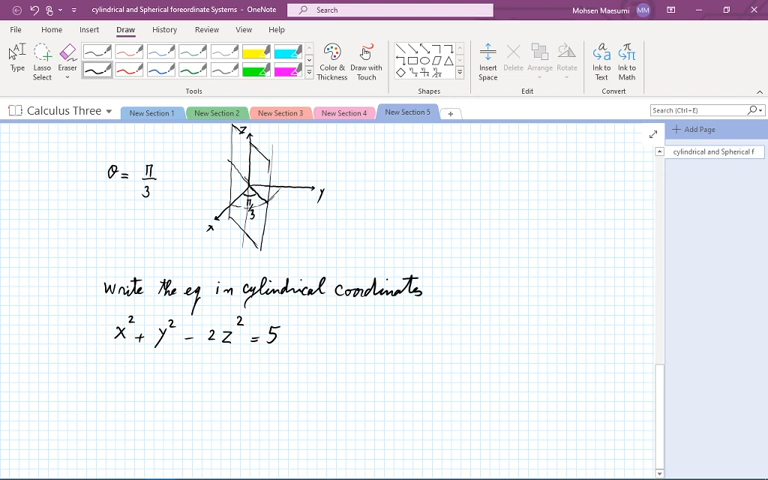 cylindrical and Spherical foreordinate Systems - OneNote
Search
Mohsen Maesumi
MM
File
Home
Insert
Draw
History
Review
View
Help
Share
Type
Lasso Select
Eraser
Color & Thickness
Draw with Touch
Insert Space
Delete
Arrange
Rotate
Ink to Text
Ink to Math
Tools
Shapes
Edit
Convert
Calculus Three
New Section 1
New Section 2
New Section 3
New Section 4
New Section 5
Search (Ctrl+E)
Add Page
cylindrical and Spherical f
z
θ = π/3
y
π/3
x
Write the eq in cylindrical coordinates
x² + y² - 2z² = 5